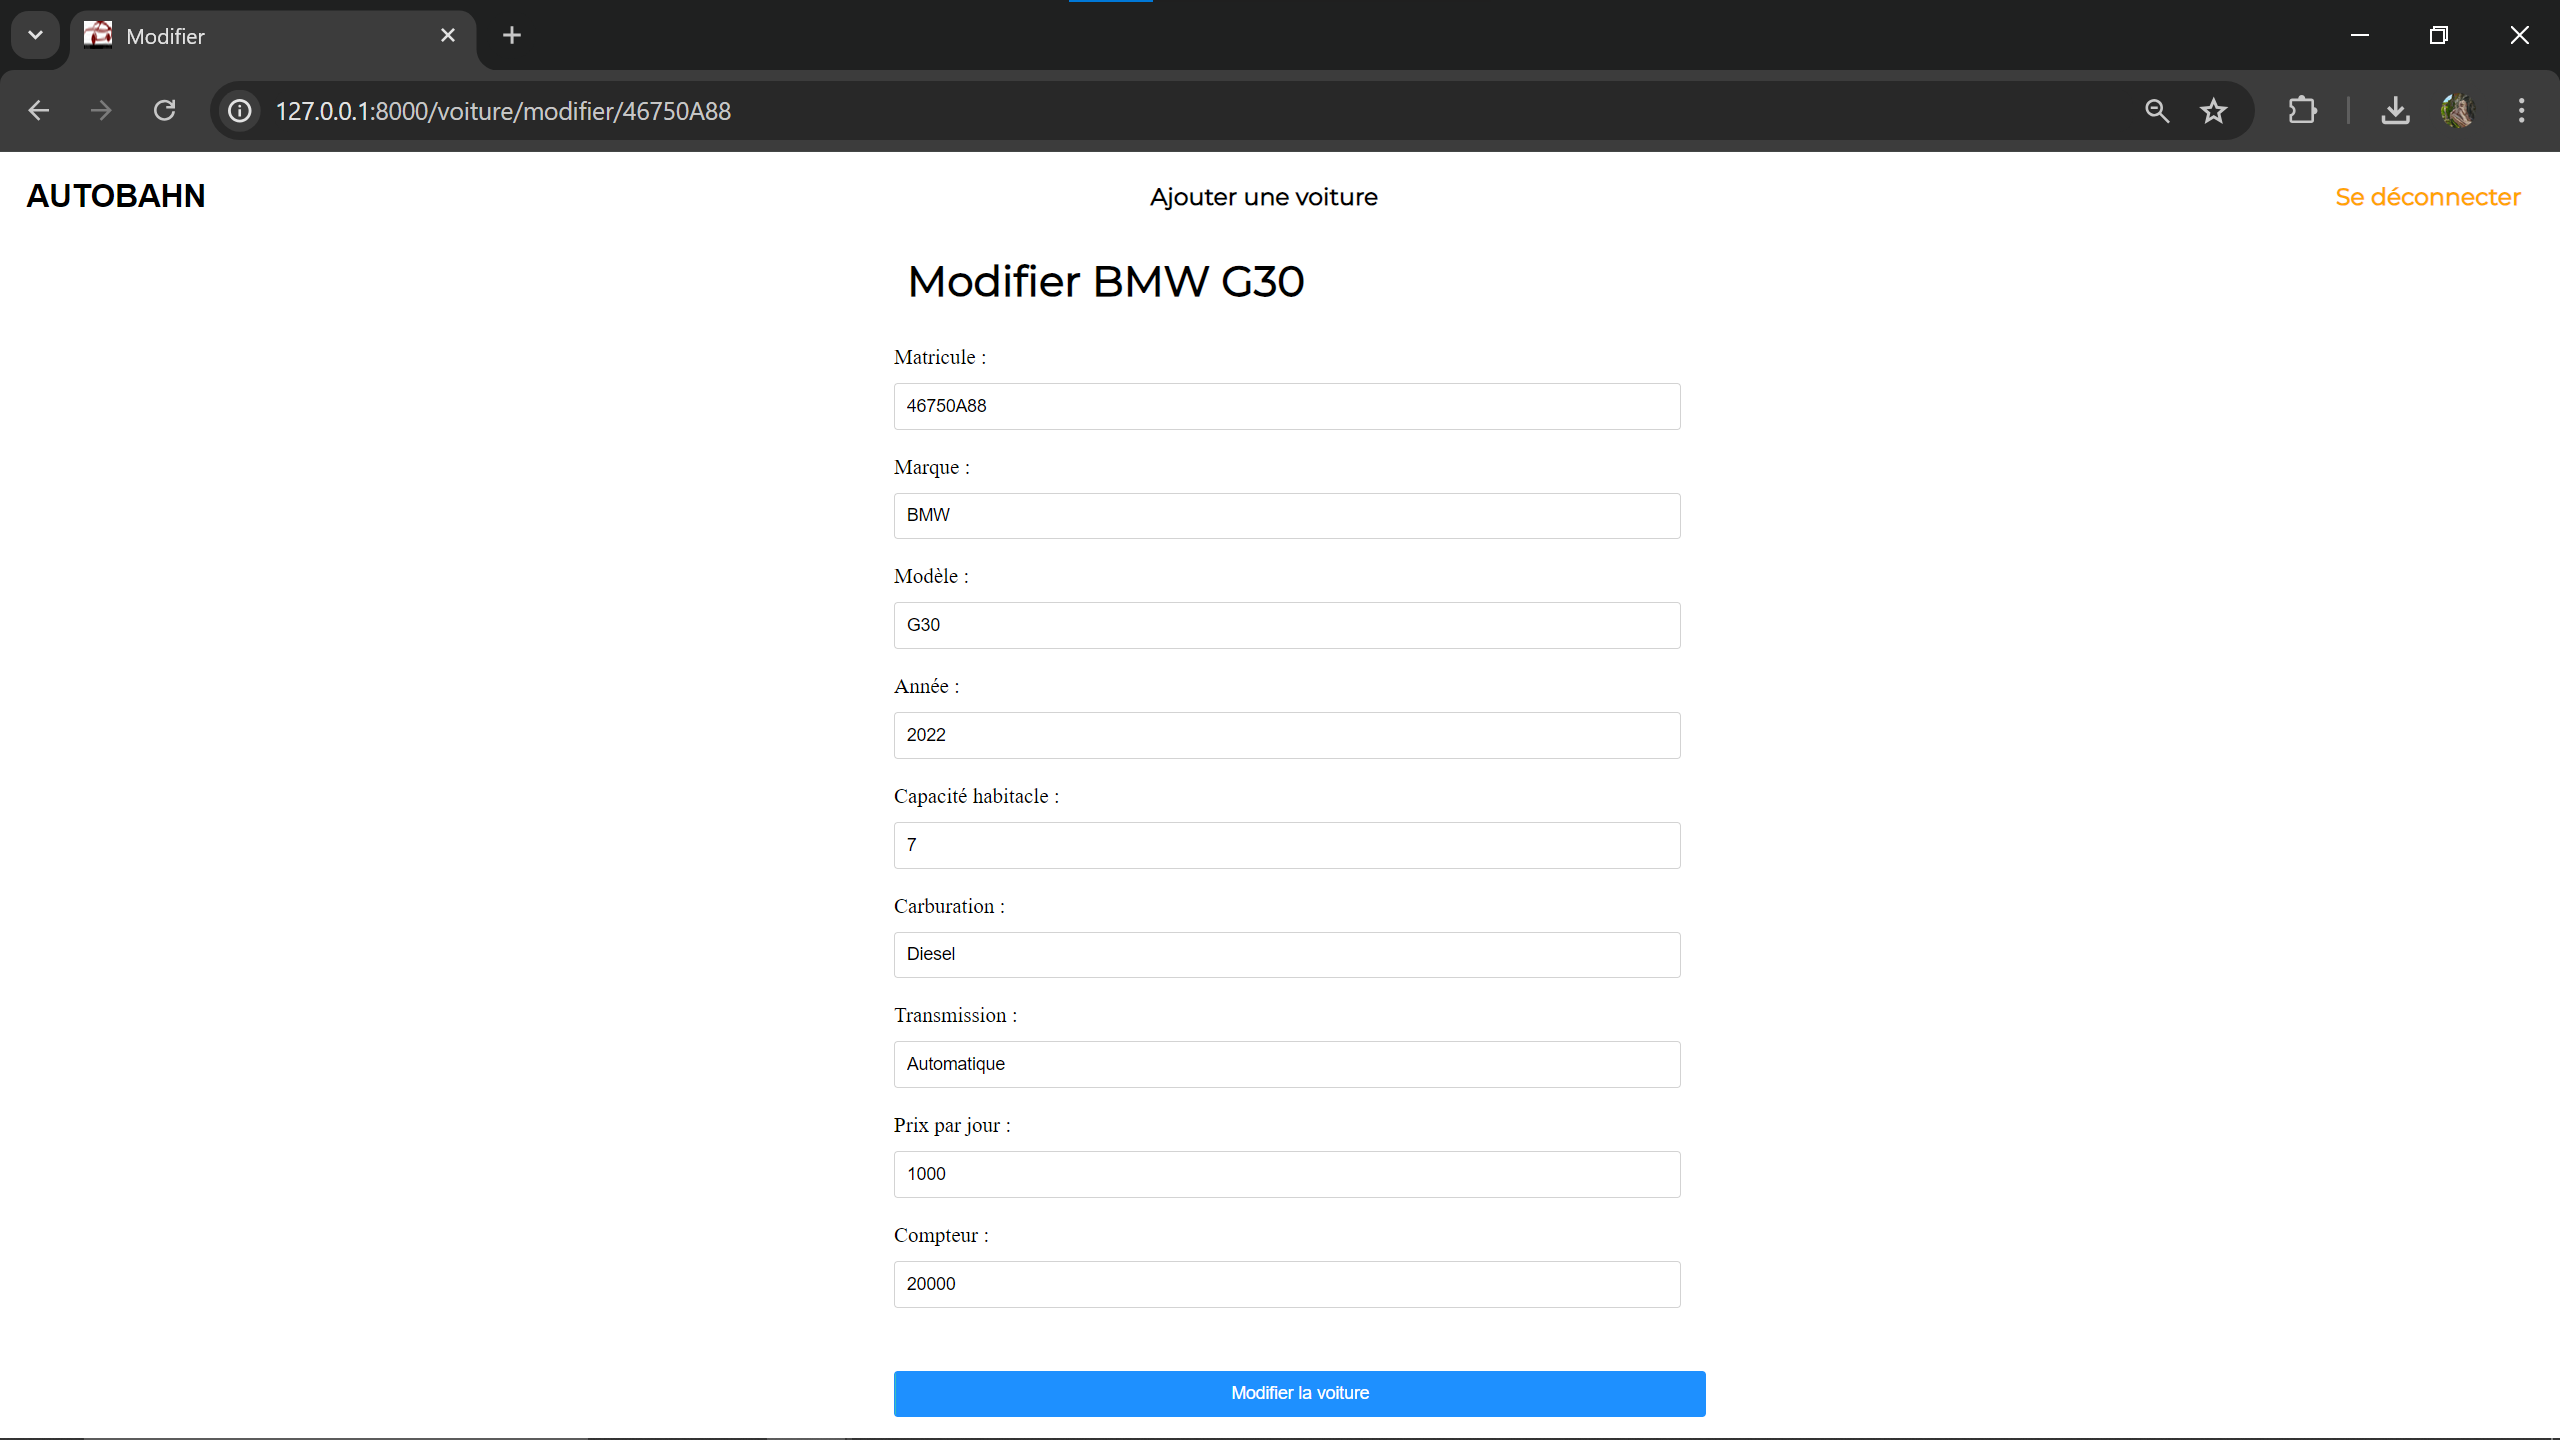 Modifier
127.0.0.1:8000/voiture/modifier/46750A88
AUTOBAHN
Ajouter une voiture
Se déconnecter
Modifier BMW G30
Matricule :
46750A88
Marque :
BMW
Modèle :
G30
Année :
2022
Capacité habitacle :
7
Carburation :
Diesel
Transmission :
Automatique
Prix par jour :
1000
Compteur :
20000
Modifier la voiture